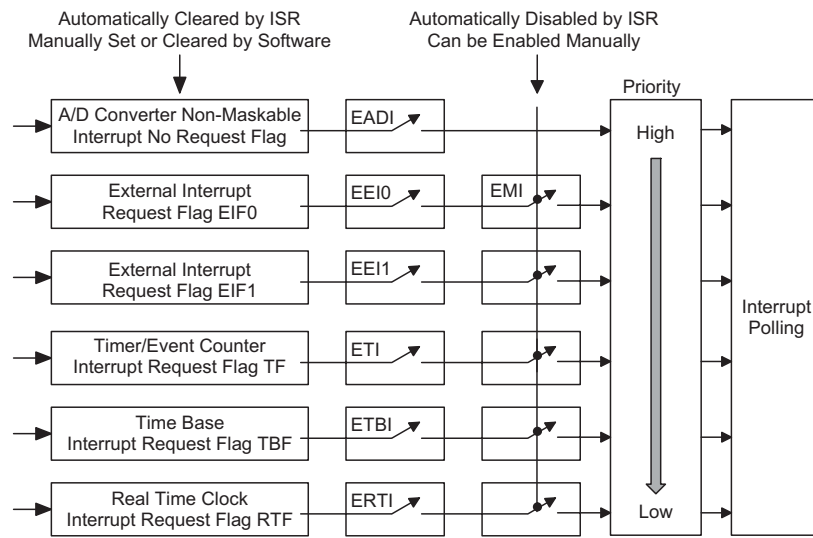 Automatically Cleared by ISR
Manually Set or Cleared by Software
Automatically Disabled by ISR
Can be Enabled Manually
Priority
A/D Converter Non-Maskable
Interrupt No Request Flag
EADI
High
External Interrupt
Request Flag EIF0
EEI0
EMI
External Interrupt
Request Flag EIF1
EEI1
Interrupt
Polling
Timer/Event Counter
Interrupt Request Flag TF
ETI
Time Base
Interrupt Request Flag TBF
ETBI
Real Time Clock
Interrupt Request Flag RTF
ERTI
Low